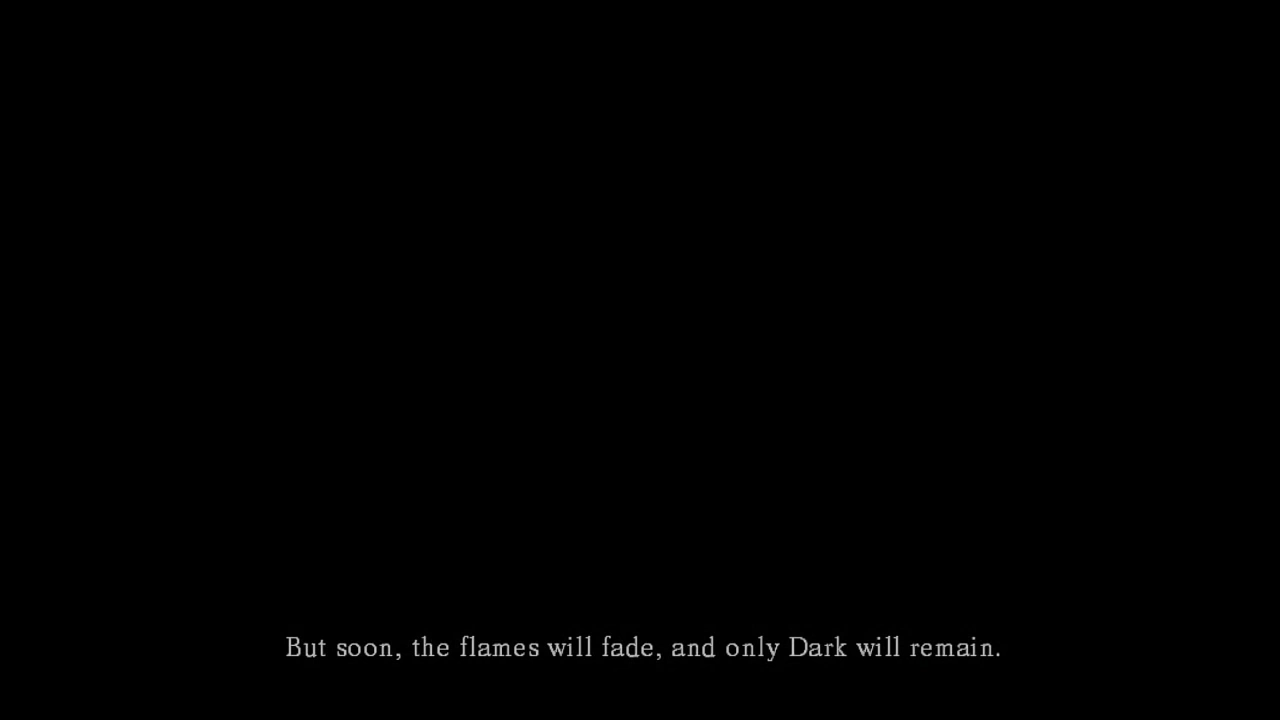 But soon, the flames will fade, and only Dark will remain.